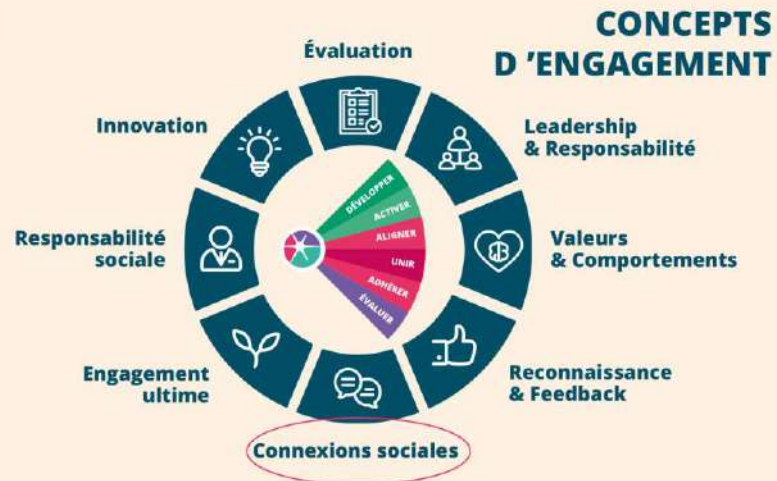 CONCEPTS
D ’ENGAGEMENT
Évaluation
Innovation
Leadership
& Responsabilité
DÉVELOPPER
ACTIVER
ALIGNER
UNIR
ADHÉRER
ÉVALUER
Responsabilité
sociale
Valeurs
& Comportements
Engagement
ultime
Reconnaissance
& Feedback
Connexions sociales